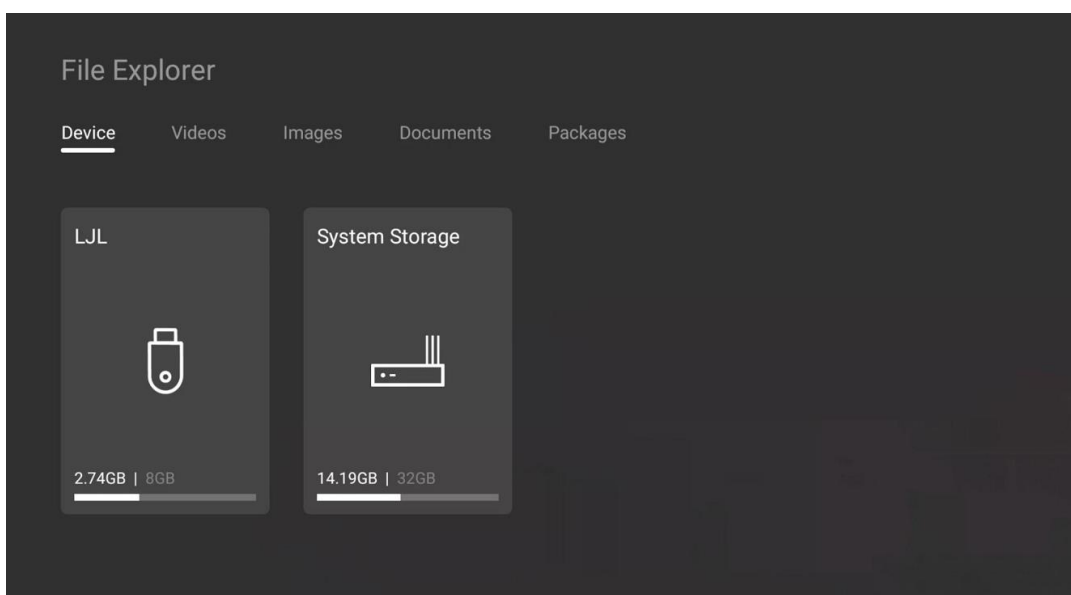 File Explorer
Device Videos Images Documents Packages
LJL
2.74GB | 8GB
System Storage
14.19GB | 32GB